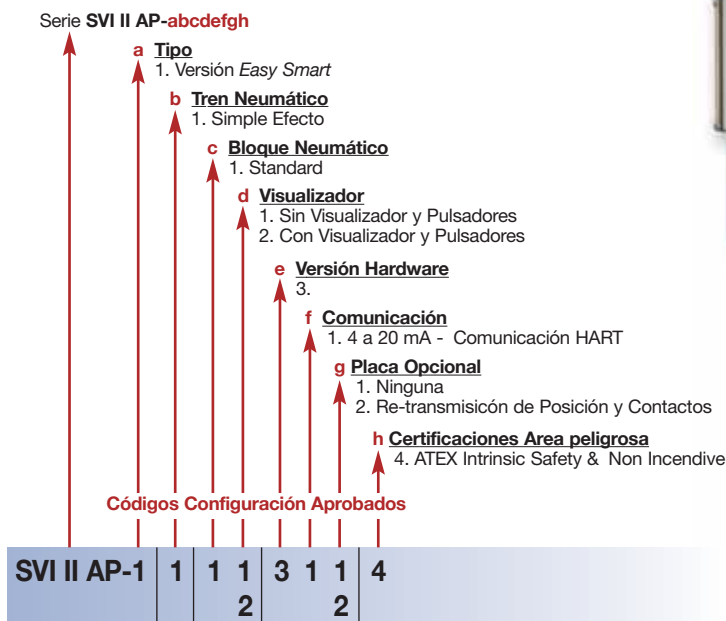 Serie SVI II AP-abcdefgh
a Tipo
1. Versión Easy Smart
b Tren Neumático
1. Simple Efecto
c Bloque Neumático
1. Standard
d Visualizador
1. Sin Visualizador y Pulsadores
2. Con Visualizador y Pulsadores
e Versión Hardware
3.
f Comunicación
1. 4 a 20 mA - Comunicación HART
g Placa Opcional
1. Ninguna
2. Re-transmisicón de Posición y Contactos
h Certificaciones Area peligrosa
4. ATEX Intrinsic Safety & Non Incendive
Códigos Configuración Aprobados
SVI II AP-1 1 1 1 3 1 1 4
2 2